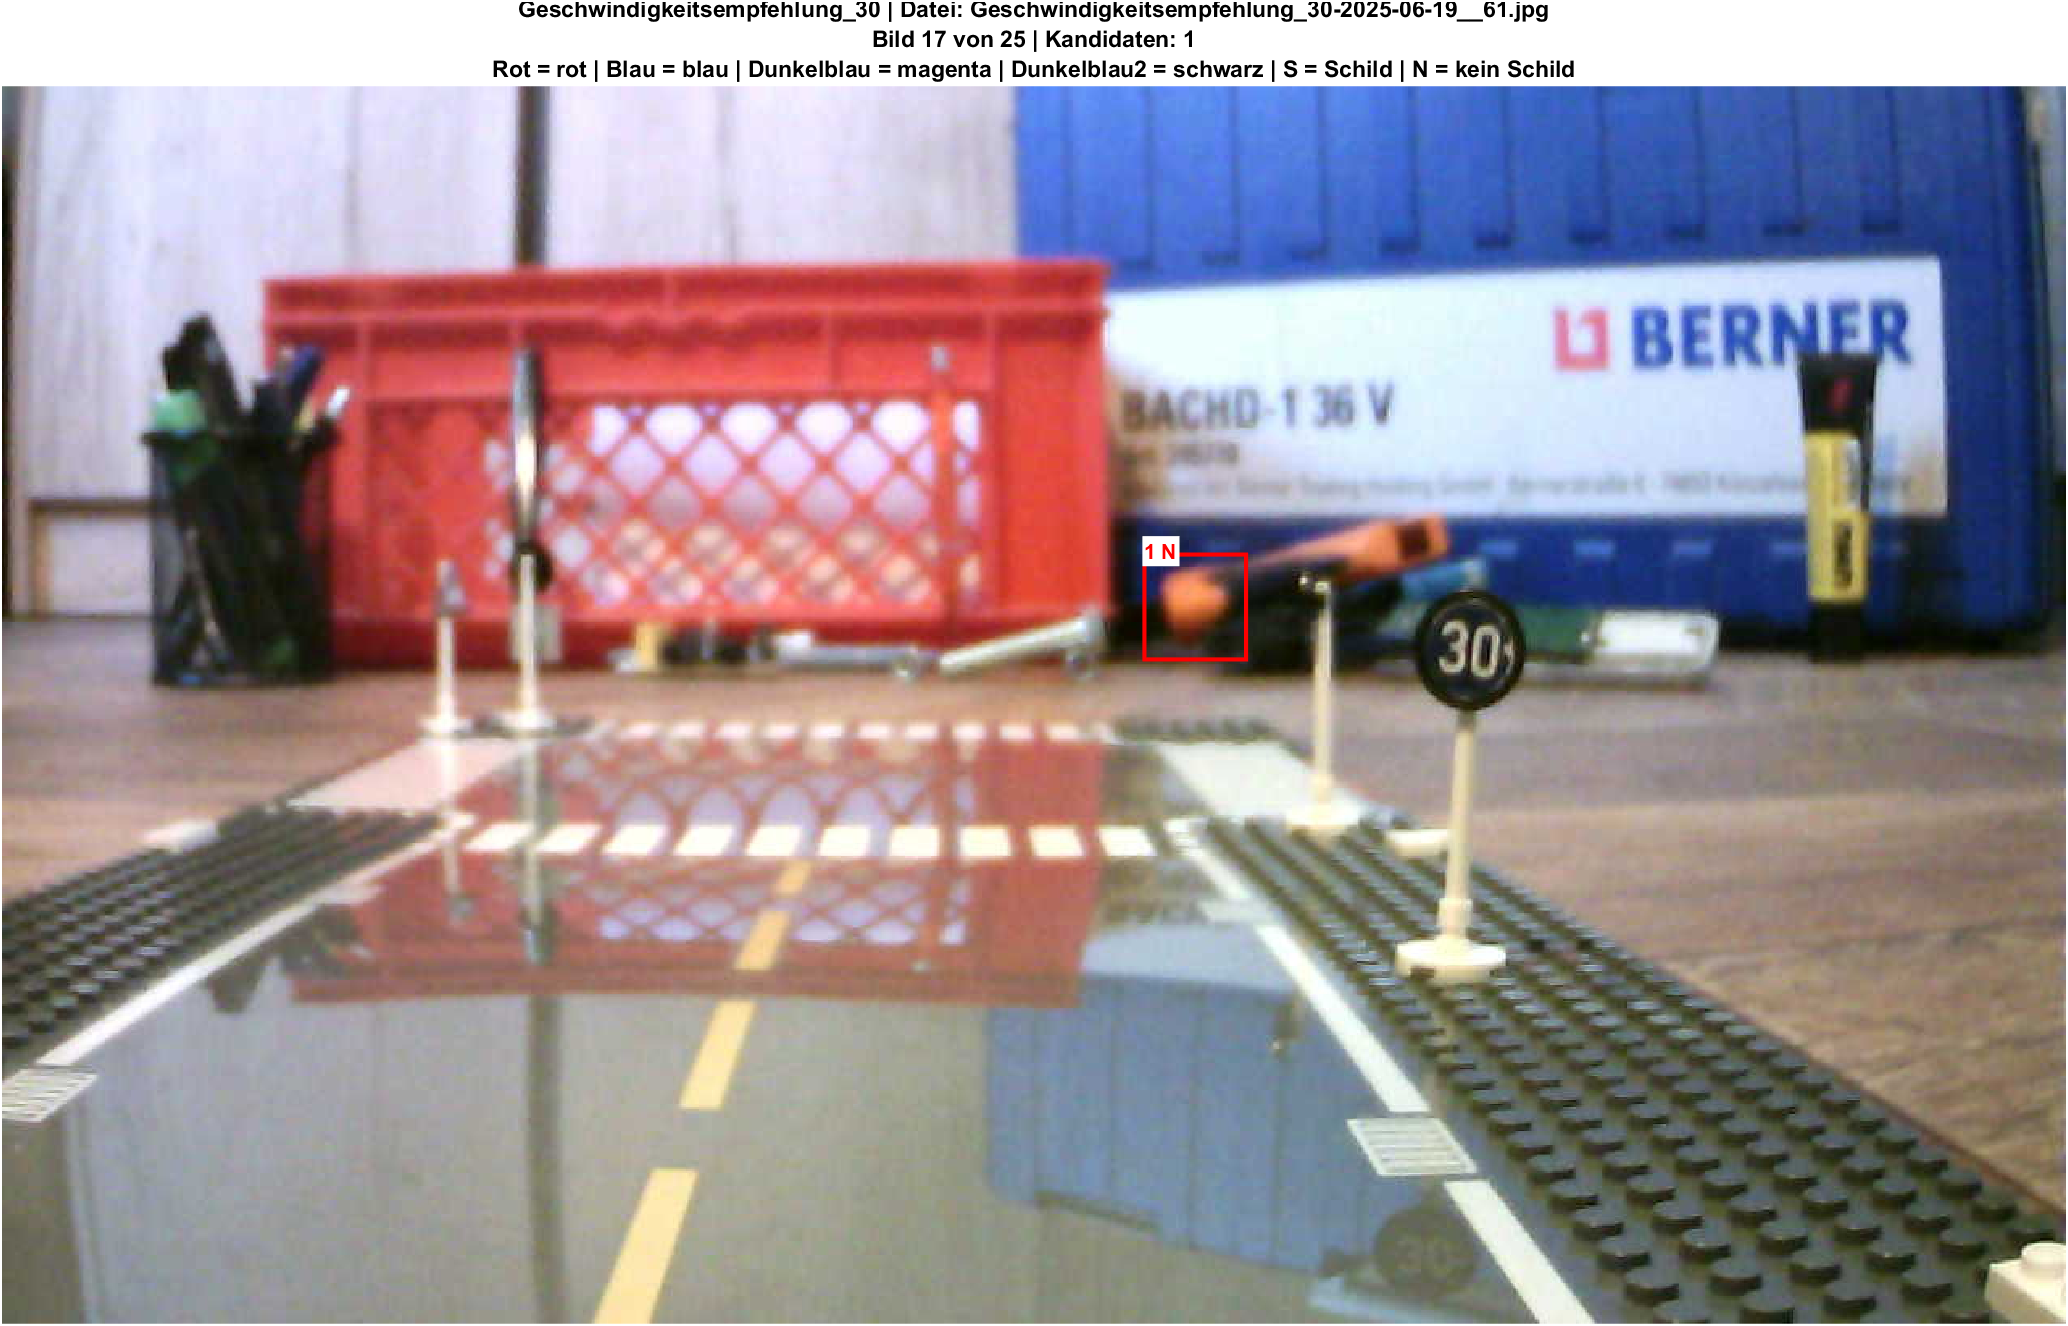 Geschwindigkeitsempfehlung_30 | Datei: Geschwindigkeitsempfehlung_30-2025-06-19__61.jpg
Bild 17 von 25 | Kandidaten: 1
Rot = rot | Blau = blau | Dunkelblau = magenta | Dunkelblau2 = schwarz | S = Schild | N = kein Schild
BERNER
BACHD-1 36 V
1 N
30
30